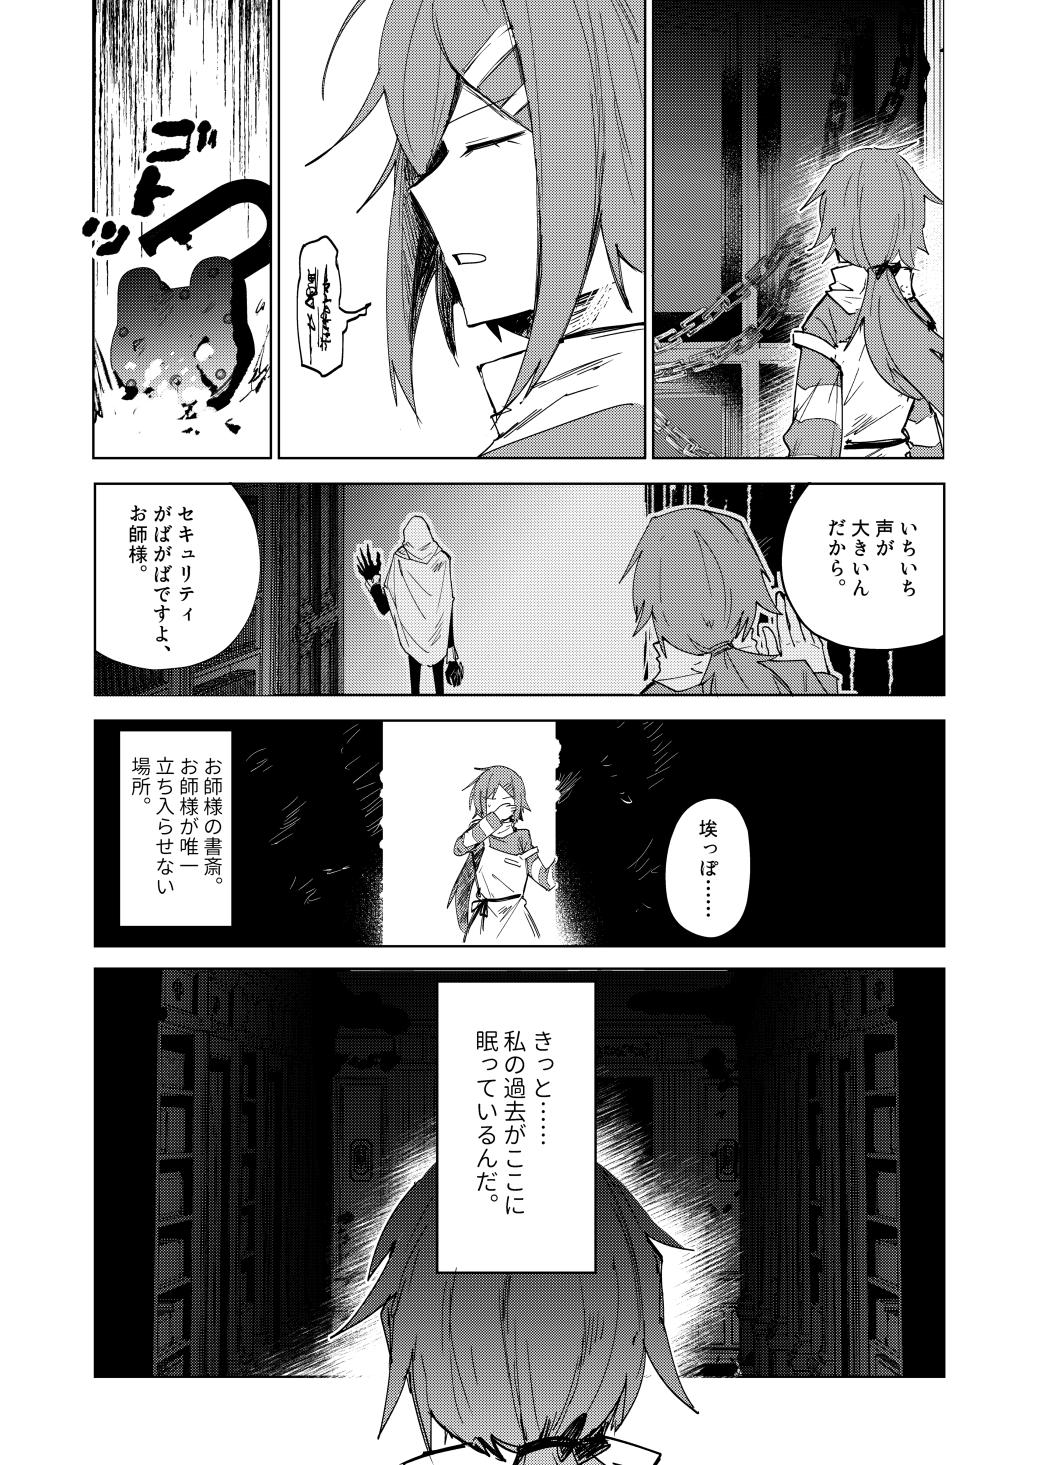 ゴトッ
いちいち
声が
大きいん
だから。
セキュリティ
がばがばですよ、
お師様。
埃っぽ……
お師様の書斎。
お師様が唯一
立ち入らせない
場所。
きっと……
私の過去がここに
眠っているんだ。